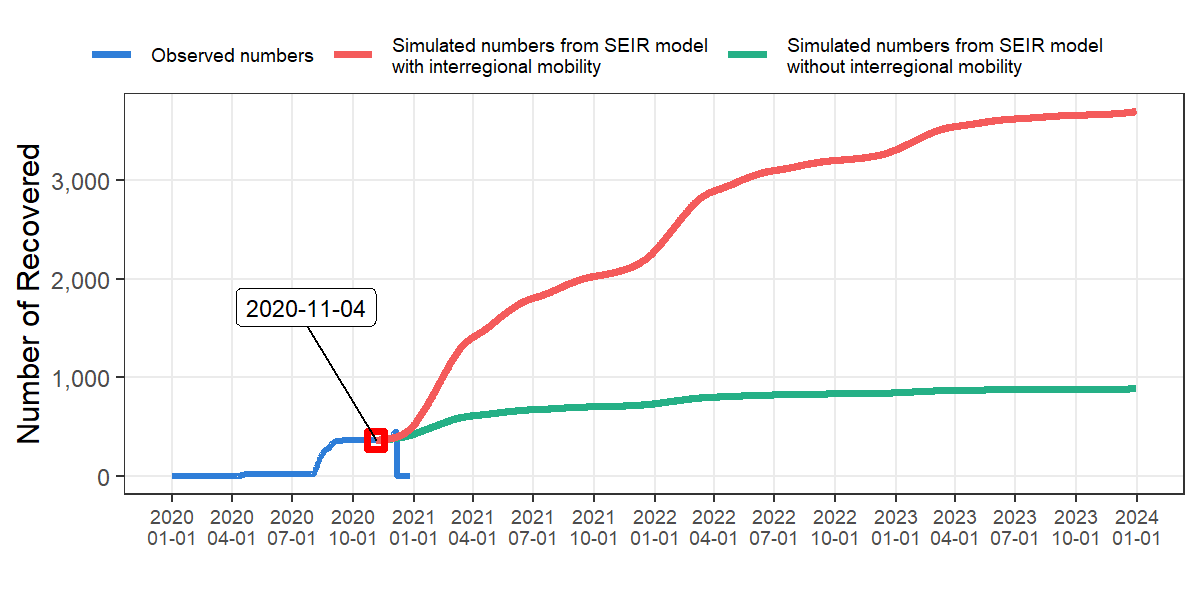 Observed numbers
Simulated numbers from SEIR model
with interregional mobility
Simulated numbers from SEIR model
without interregional mobility
Number of Recovered
3,000
2,000
1,000
0
2020-11-04
2020 2020 2020 2020 2021 2021 2021 2021 2022 2022 2022 2022 2023 2023 2023 2023 2024
01-01 04-01 07-01 10-01 01-01 04-01 07-01 10-01 01-01 04-01 07-01 10-01 01-01 04-01 07-01 10-01 01-01